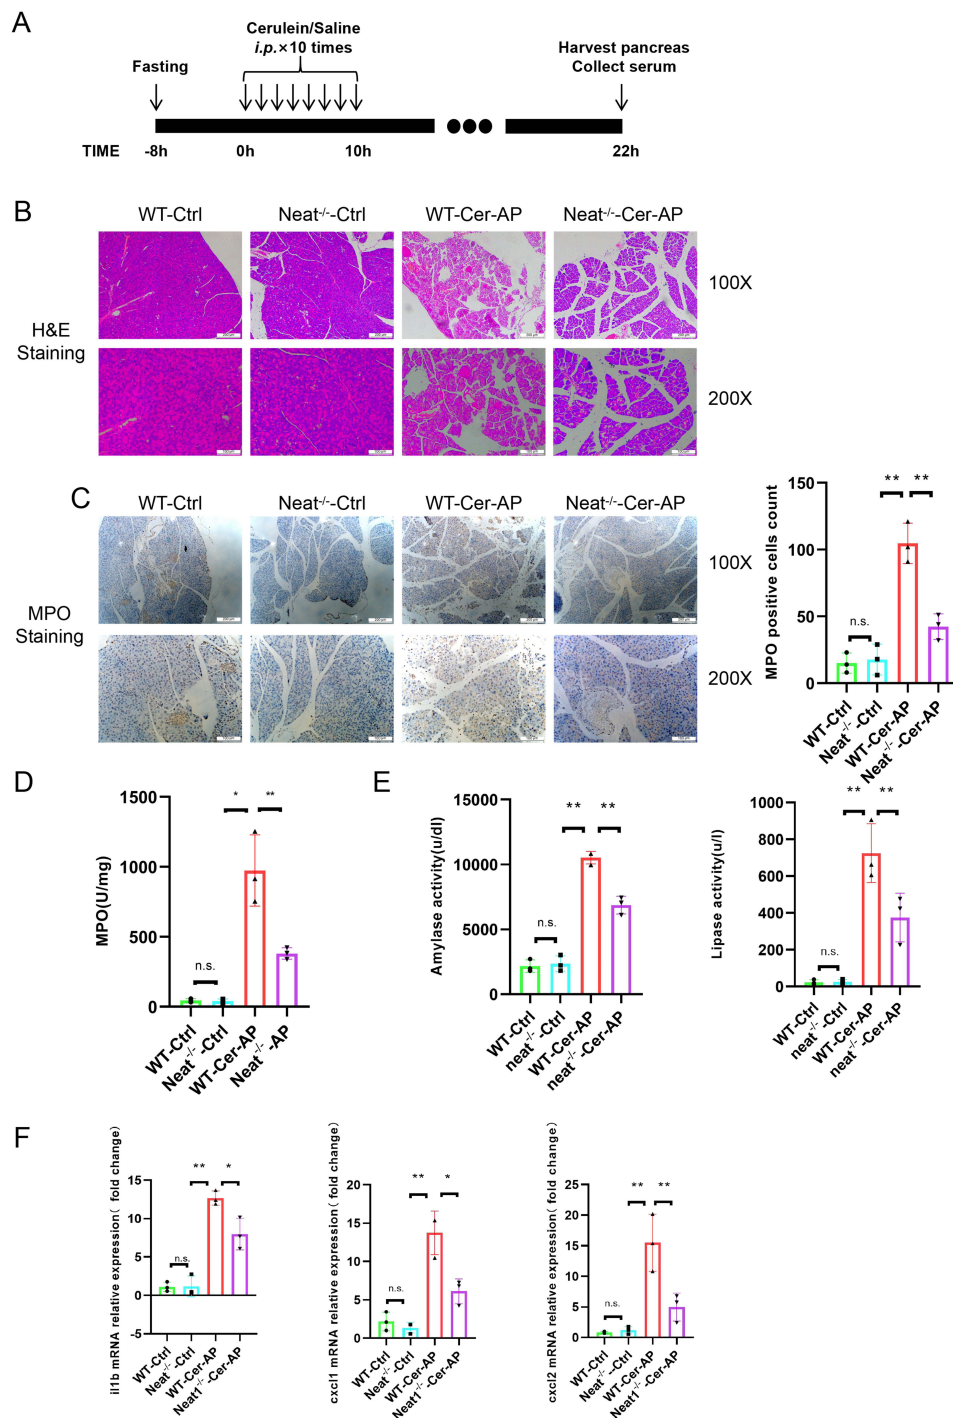 A
Cerulein/Saline
i.p.×10 times
Fasting
Harvest pancreas
Collect serum
TIME -8h 0h 10h 22h
B
WT-Ctrl Neat-/--Ctrl WT-Cer-AP Neat-/--Cer-AP
H&E
Staining
100X
200X
C
WT-Ctrl Neat-/--Ctrl WT-Cer-AP Neat-/--Cer-AP
MPO
Staining
100X
200X
MPO positive cells count
150
100
50
0
n.s. ** **
WT-Ctrl
Neat-/--Ctrl
WT-Cer-AP
Neat-/--Cer-AP
D
MPO(U/mg)
1500
1000
500
0
n.s. * **
WT-Ctrl
Neat-/--Ctrl
WT-Cer-AP
Neat-/--AP
E
Amylase activity(u/dl)
15000
10000
5000
0
n.s. ** **
WT-Ctrl
neat-/--Ctrl
WT-Cer-AP
neat-/--Cer-AP
Lipase activity(u/l)
1000
800
600
400
200
0
n.s. ** **
WT-Ctrl
neat-/--Ctrl
WT-Cer-AP
neat-/--Cer-AP
F
il1b mRNA relative expression( fold change)
15
10
5
0
-5
n.s. ** *
WT-Ctrl
Neat-/--Ctrl
WT-Cer-AP
Neat1-/--Cer-AP
cxcl1 mRNA relative expression( fold change)
20
15
10
5
0
n.s. ** *
WT-Ctrl
Neat-/--Ctrl
WT-Cer-AP
Neat1-/--Cer-AP
cxcl2 mRNA relative expression( fold change)
25
20
15
10
5
0
n.s. ** **
WT-Ctrl
Neat-/--Ctrl
WT-Cer-AP
Neat1-/--Cer-AP